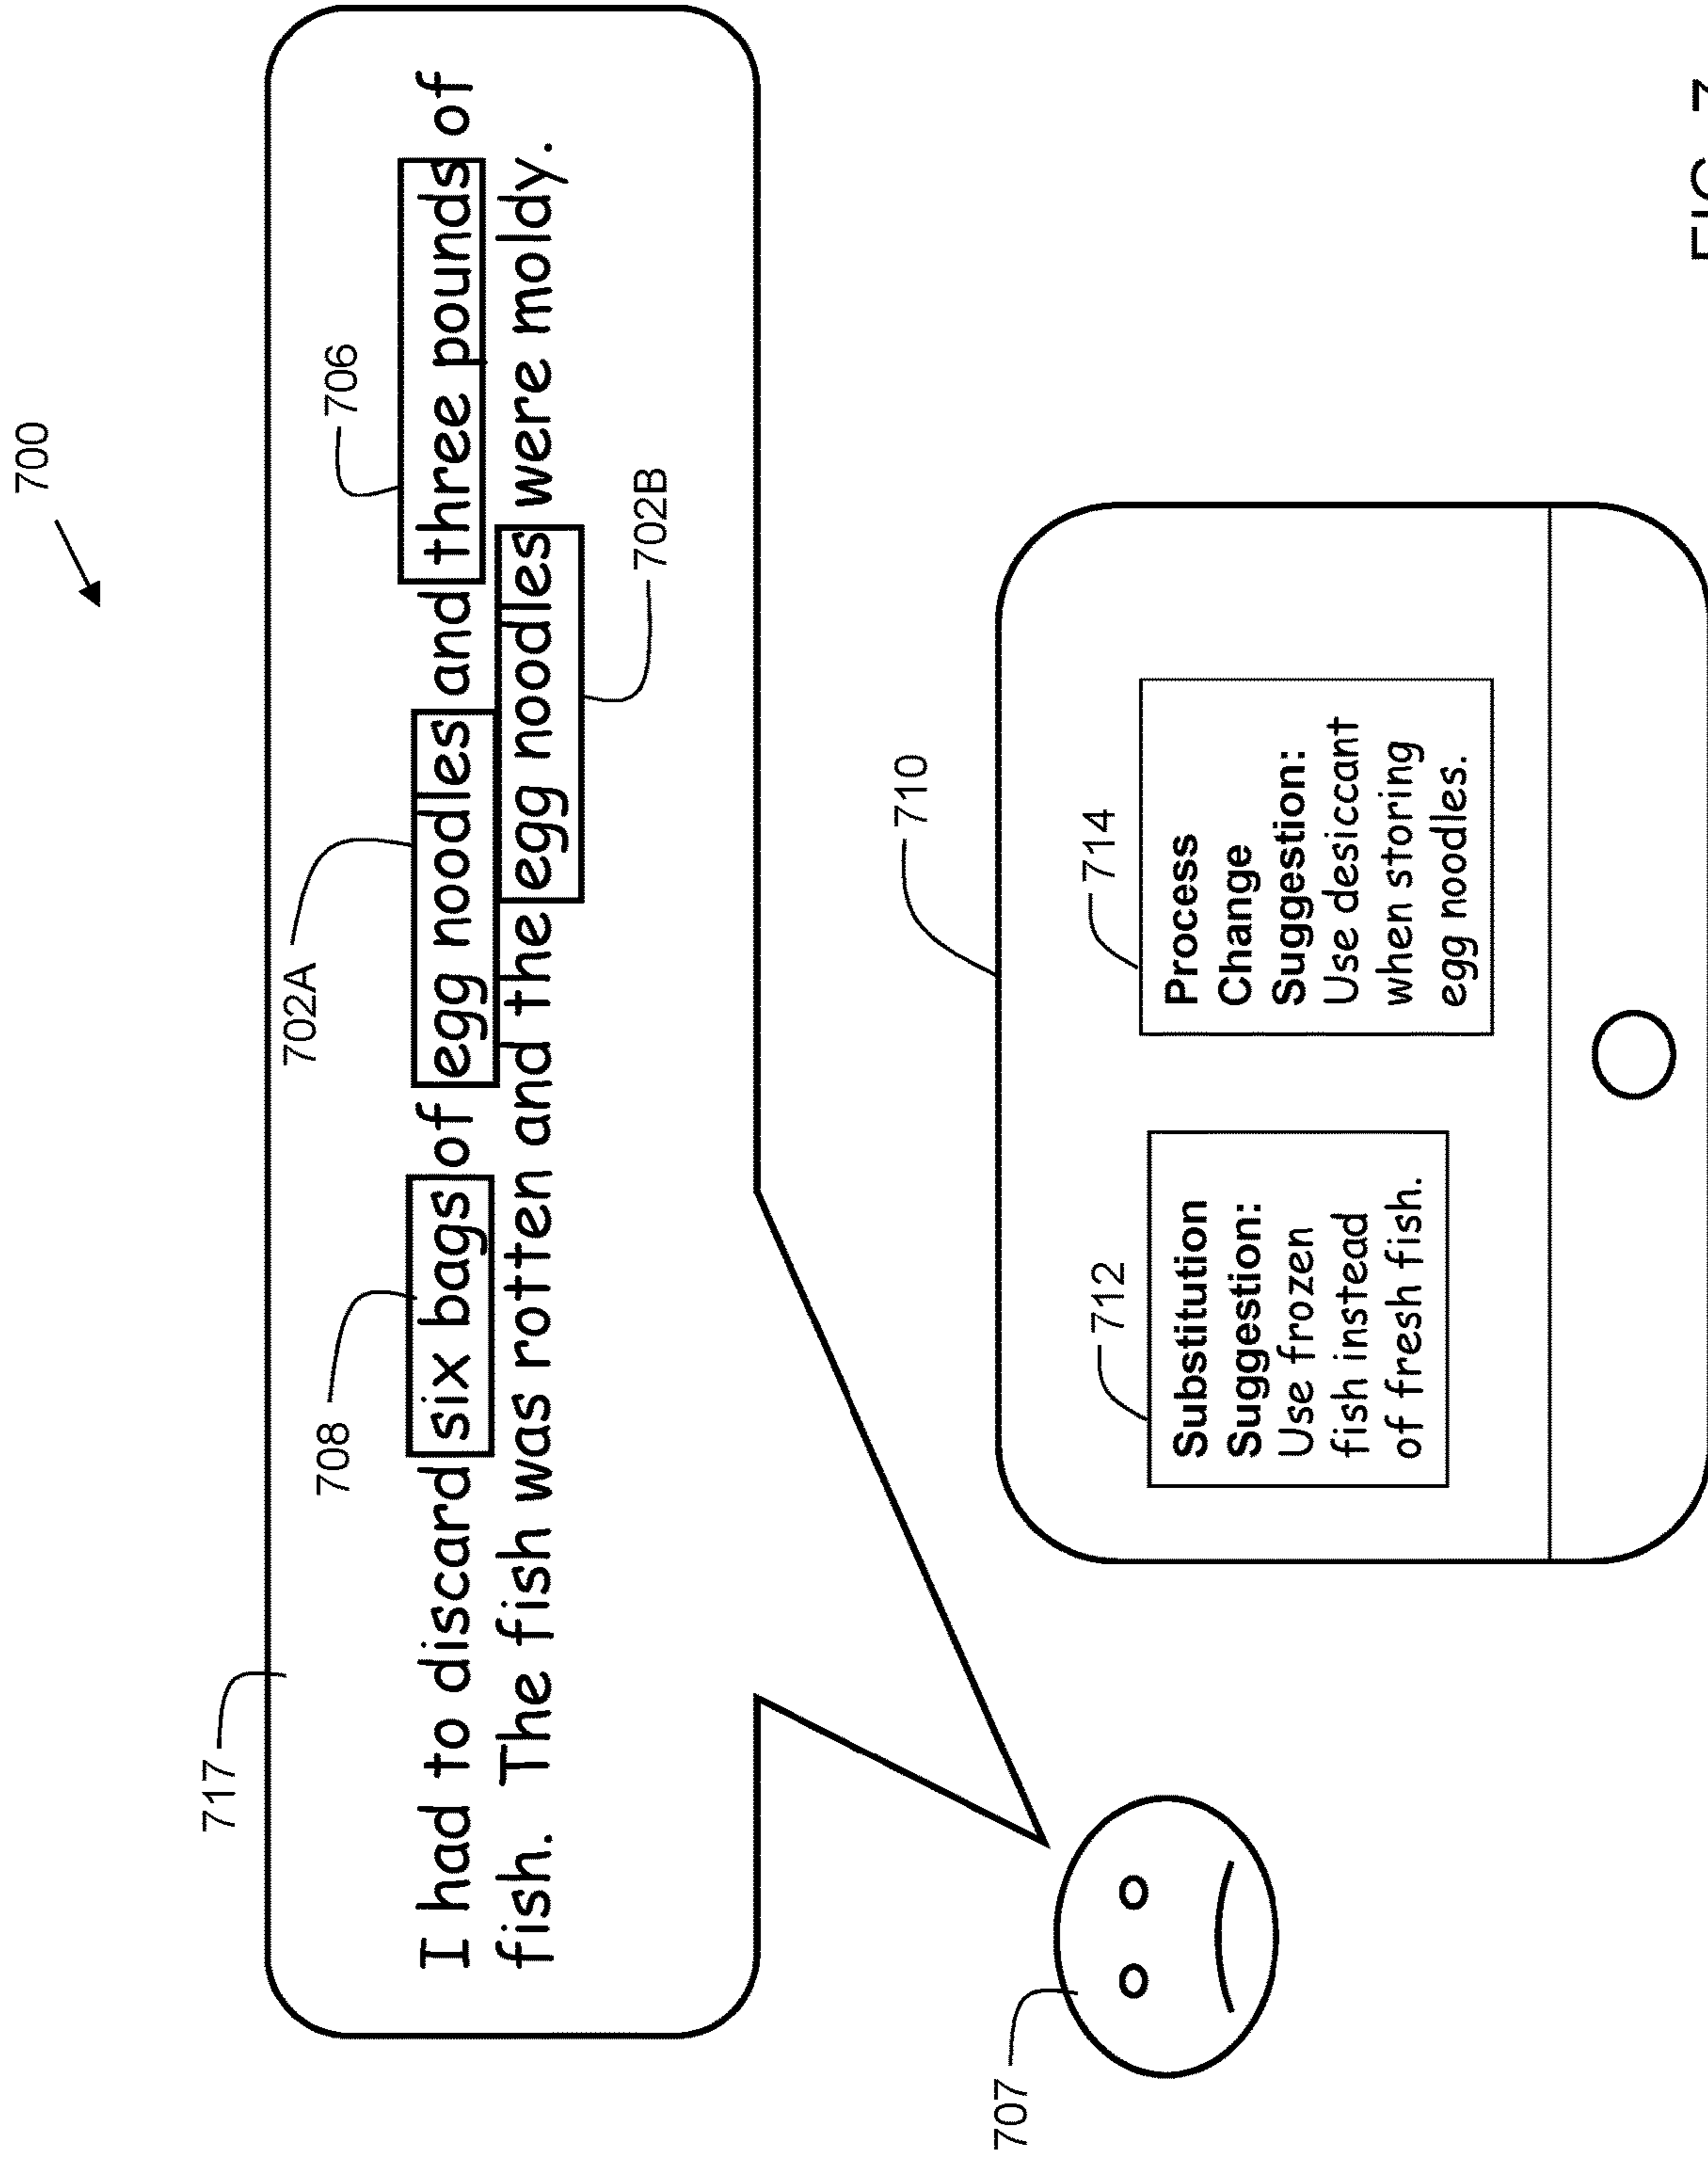 700
717
708
702A
706
I had to discard six bags of egg noodles and three pounds of
fish. The fish was rotten and the egg noodles were moldy.
702B
707
710
712
Substitution
Suggestion:
Use frozen
fish instead
of fresh fish.
714
Process
Change
Suggestion:
Use desiccant
when storing
egg noodles.
FIG. 7